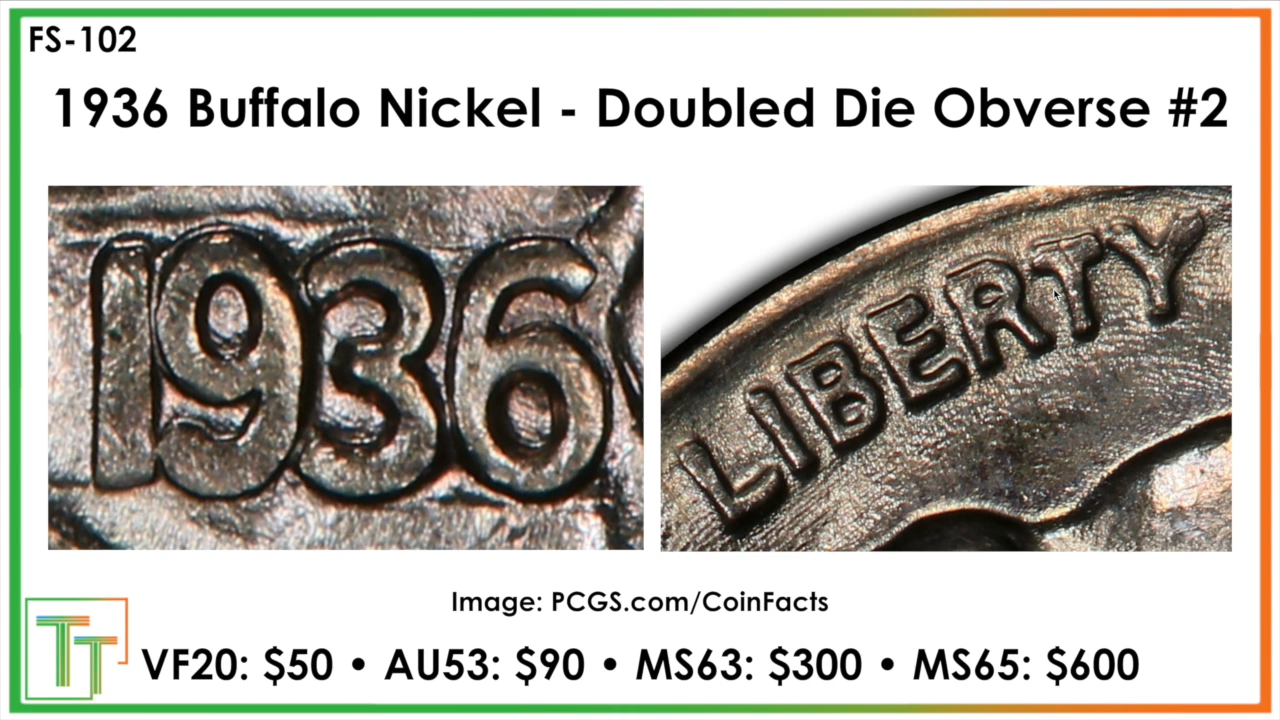 FS-102
1936 Buffalo Nickel - Doubled Die Obverse #2
1936
LIBERTY
Image: PCGS.com/CoinFacts
TT
VF20: $50 • AU53: $90 • MS63: $300 • MS65: $600